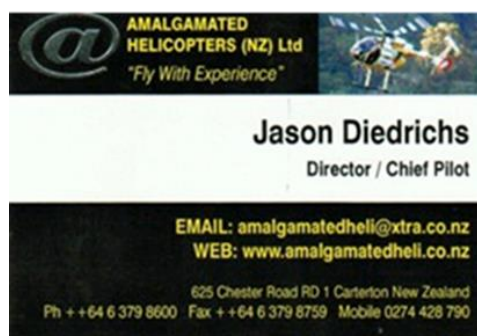 AMALGAMATED
HELICOPTERS (NZ) Ltd
"Fly With Experience"
Jason Diedrichs
Director / Chief Pilot
EMAIL: amalgamatedheli@xtra.co.nz
WEB: www.amalgamatedheli.co.nz
625 Chester Road RD 1 Carterton New Zealand
Ph ++64 6 379 8600 Fax ++64 6 379 8759 Mobile 0274 428 790